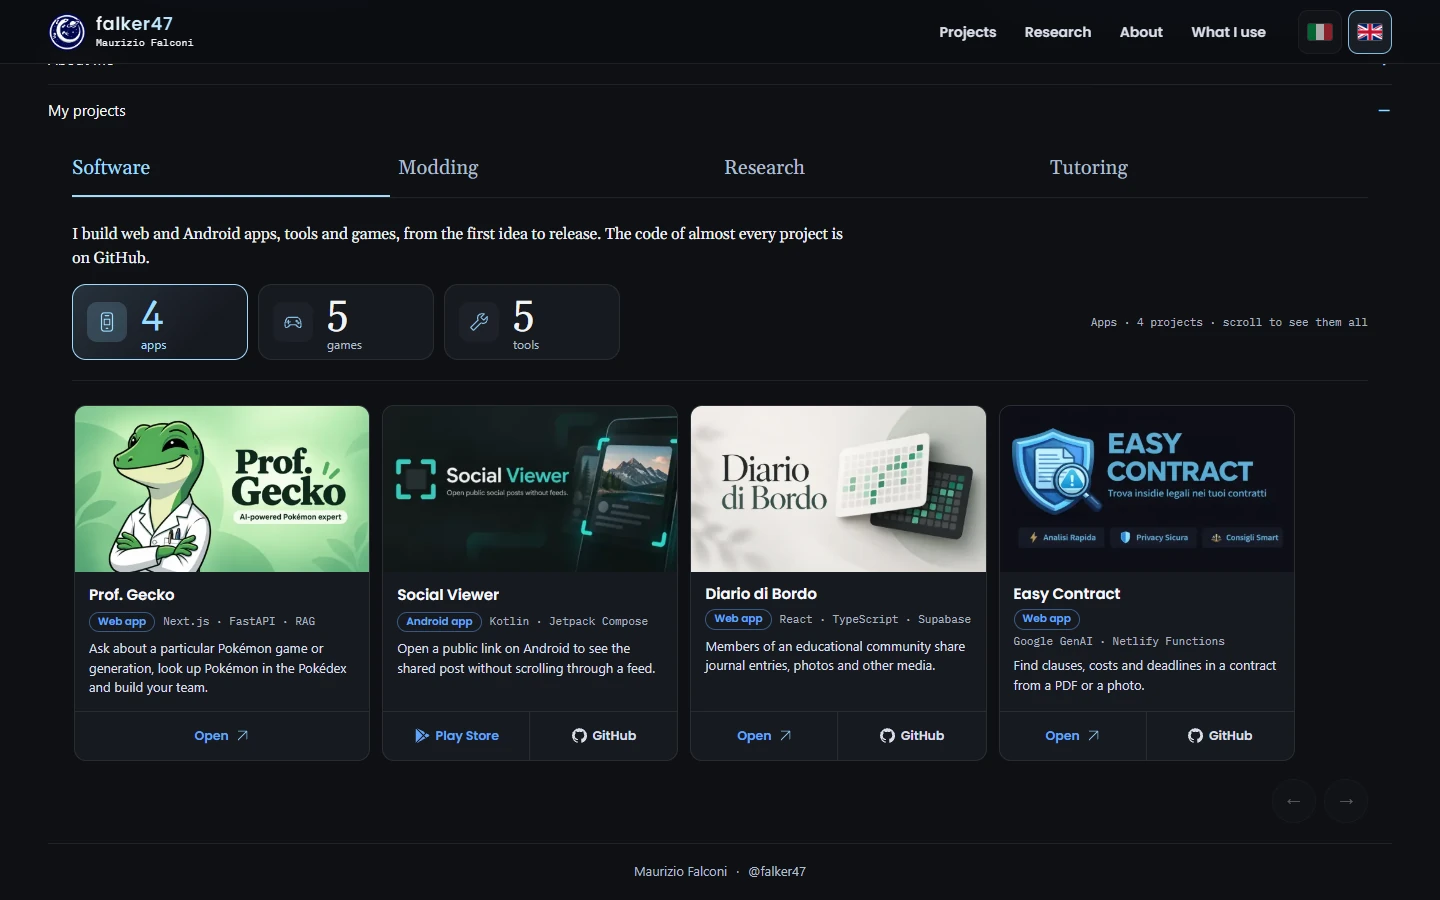 falker47
Maurizio Falconi
Projects
Research
About
What I use
My projects
Software
Modding
Research
Tutoring
I build web and Android apps, tools and games, from the first idea to release. The code of almost every project is
on GitHub.
4
apps
5
games
5
tools
Apps · 4 projects · scroll to see them all
Prof.
Gecko
AI-powered Pokémon expert
Prof. Gecko
Web app
Next.js · FastAPI · RAG
Ask about a particular Pokémon game or
generation, look up Pokémon in the Pokédex
and build your team.
Open
Social Viewer
Open public social posts without feeds.
Social Viewer
Android app
Kotlin · Jetpack Compose
Open a public link on Android to see the
shared post without scrolling through a feed.
Play Store
GitHub
Diario
di Bordo
Diario di Bordo
Web app
React · TypeScript · Supabase
Members of an educational community share
journal entries, photos and other media.
Open
GitHub
EASY
CONTRACT
Trova insidie legali nei tuoi contratti
Analisi Rapida
Privacy Sicura
Consigli Smart
Easy Contract
Web app
Google GenAI · Netlify Functions
Find clauses, costs and deadlines in a contract
from a PDF or a photo.
Open
GitHub
Maurizio Falconi · @falker47